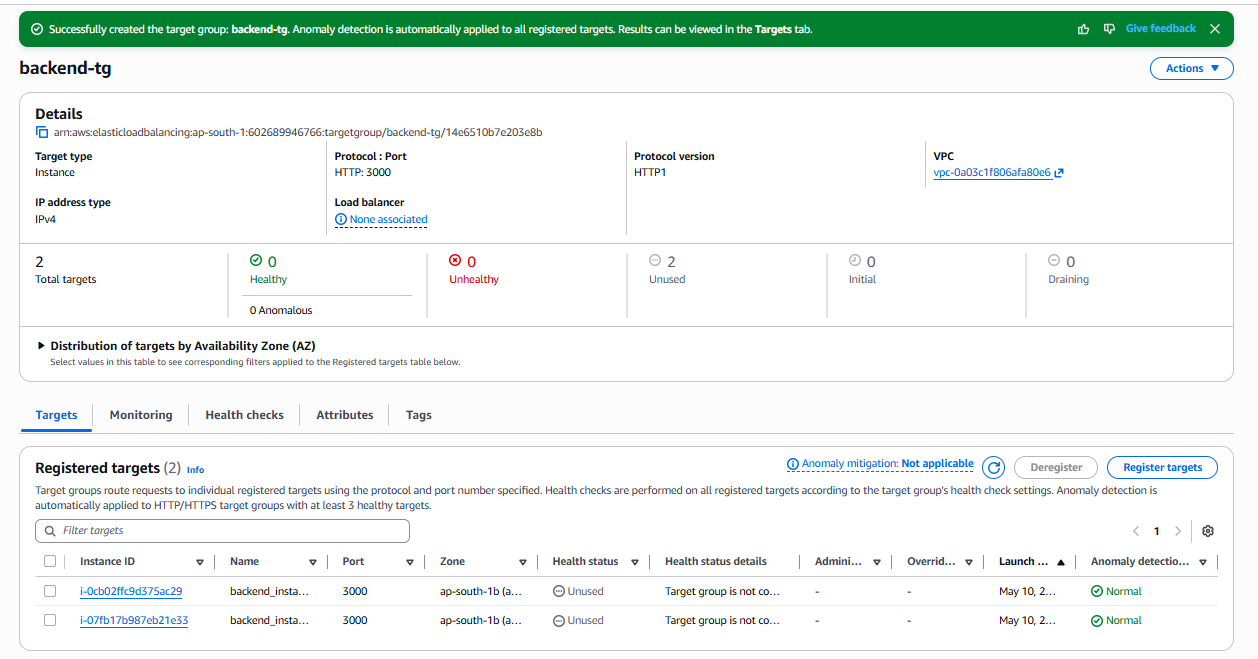 Successfully created the target group: backend-tg. Anomaly detection is automatically applied to all registered targets. Results can be viewed in the Targets tab.
Give feedback
backend-tg
Actions
Details
arn:aws:elasticloadbalancing:ap-south-1:602689946766:targetgroup/backend-tg/14e6510b7e203e8b
Target type
Instance
Protocol : Port
HTTP: 3000
Protocol version
HTTP1
VPC
vpc-0a03c1f806afa80e6
IP address type
IPv4
Load balancer
None associated
2
Total targets
0
Healthy
0 Anomalous
0
Unhealthy
2
Unused
0
Initial
0
Draining
Distribution of targets by Availability Zone (AZ)
Select values in this table to see corresponding filters applied to the Registered targets table below.
Targets Monitoring Health checks Attributes Tags
Registered targets (2) Info
Anomaly mitigation: Not applicable
Deregister
Register targets
Target groups route requests to individual registered targets using the protocol and port number specified. Health checks are performed on all registered targets according to the target group's health check settings. Anomaly detection is
automatically applied to HTTP/HTTPS target groups with at least 3 healthy targets.
Filter targets
1
Instance ID Name Port Zone Health status Health status details Admini... Overrid... Launch ... Anomaly detectio...
i-0cb02ffc9d375ac29 backend_insta... 3000 ap-south-1b (a... Unused Target group is not co... - - May 10, 2... Normal
i-07fb17b987eb21e33 backend_insta... 3000 ap-south-1b (a... Unused Target group is not co... - - May 10, 2... Normal